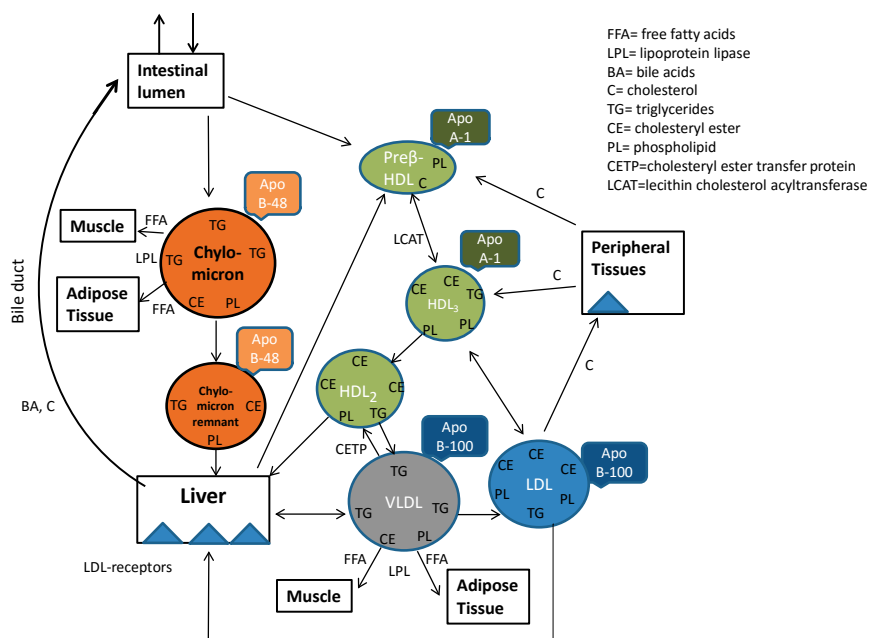 FFA= free fatty acids
LPL= lipoprotein lipase
BA= bile acids
C= cholesterol
TG= triglycerides
CE= cholesteryl ester
PL= phospholipid
CETP=cholesteryl ester transfer protein
LCAT=lecithin cholesterol acyltransferase
Intestinal
lumen
Apo
A-1
Preβ-
HDL
PL
C
Apo
B-48
Muscle
FFA
TG
LPL
TG
Chylo-
micron
TG
Adipose
Tissue
FFA
CE
PL
LCAT
Apo
A-1
C
C
Peripheral
Tissues
CE
CE
HDL3
TG
PL
PL
Bile duct
Apo
B-48
TG
Chylo-
micron
remnant
CE
PL
CE
CE
HDL2
CE
PL
TG
C
BA, C
CETP
Apo
B-100
Apo
B-100
Liver
TG
VLDL
TG
TG
CE
PL
CE
CE
CE
LDL
PL
PL
TG
LDL-receptors
FFA
LPL
FFA
Muscle
Adipose
Tissue